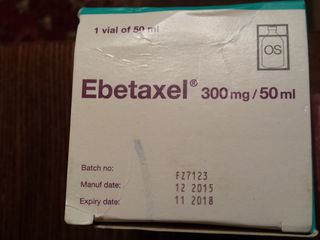 1 vial of 50 ml
OS
Ebetaxel® 300 mg / 50 ml
Batch no: FZ7123
Manuf date: 12 2015
Expiry date: 11 2018